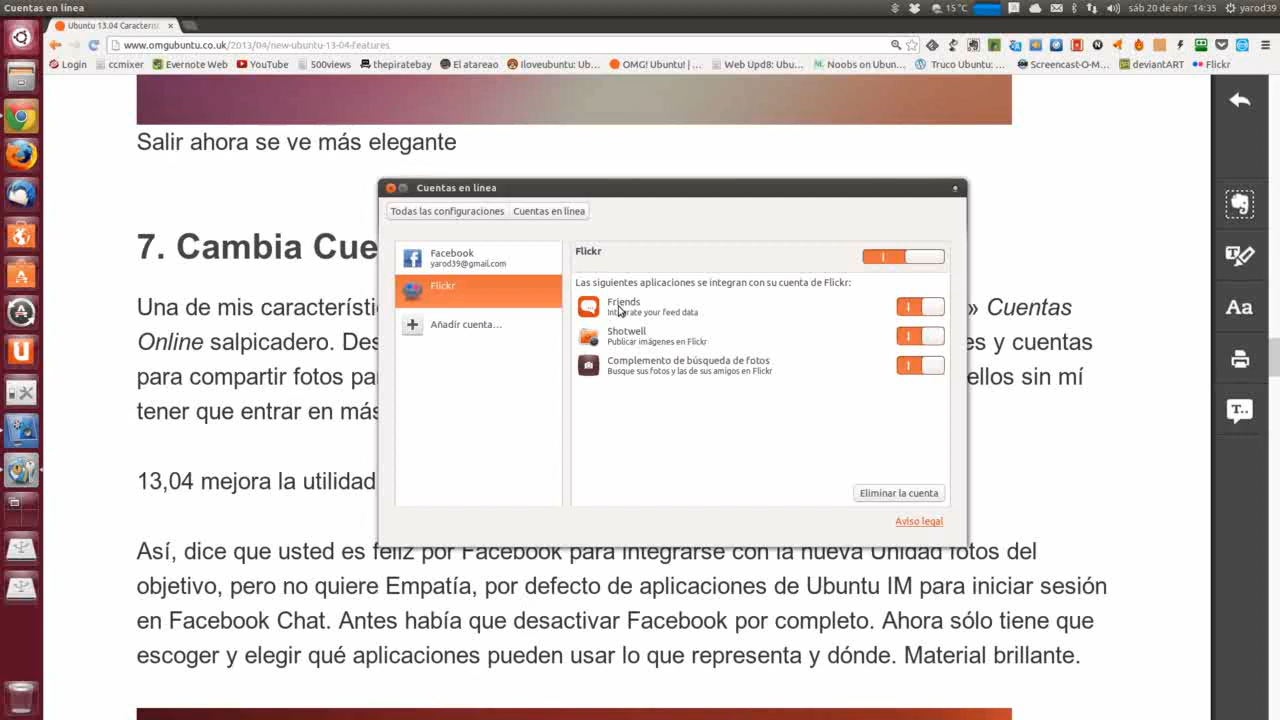 Cuentas en línea
15 °C
sáb 20 de abr
14:35
yarod39
Ubuntu 13.04 Característi
www.omgubuntu.co.uk/2013/04/new-ubuntu-13-04-features
Login
ccmixer
Evernote Web
YouTube
500views
thepiratebay
El atareao
Iloveubuntu: Ub...
OMG! Ubuntu! | ...
Web Upd8: Ubu...
Noobs on Ubun...
Truco Ubuntu: ...
Screencast-O-M...
deviantART
Flickr
Salir ahora se ve más elegante
Cuentas en línea
Todas las configuraciones
Cuentas en línea
7. Cambia Cue
Facebook
yarod39@gmail.com
Flickr
Añadir cuenta...
Flickr
Las siguientes aplicaciones se integran con su cuenta de Flickr:
Friends
Integrate your feed data
Shotwell
Publicar imágenes en Flickr
Complemento de búsqueda de fotos
Busque sus fotos y las de sus amigos en Flickr
Eliminar la cuenta
Aviso legal
Una de mis característi » Cuentas
Online salpicadero. Des es y cuentas
para compartir fotos pa ellos sin mí
tener que entrar en más
13,04 mejora la utilidad
Así, dice que usted es feliz por Facebook para integrarse con la nueva Unidad fotos del
objetivo, pero no quiere Empatía, por defecto de aplicaciones de Ubuntu IM para iniciar sesión
en Facebook Chat. Antes había que desactivar Facebook por completo. Ahora sólo tiene que
escoger y elegir qué aplicaciones pueden usar lo que representa y dónde. Material brillante.
Aa
T..